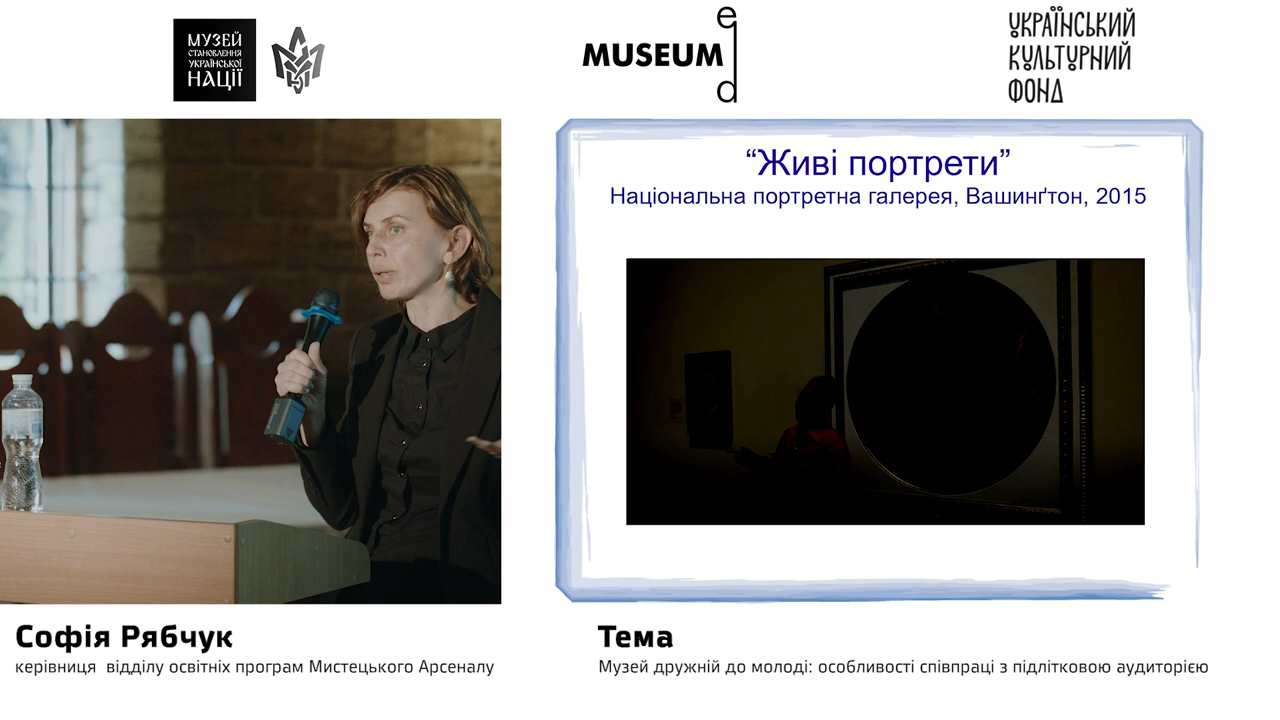 МУЗЕЙ
СТАНОВЛЕННЯ
УКРАЇНСЬКОЇ
НАЦІЇ
MUSEUM
ed
УКРАЇНСЬКИЙ
КУЛЬТУРНИЙ
ФОНД
“Живі портрети”
Національна портретна галерея, Вашинґтон, 2015
Софія Рябчук
керівниця відділу освітніх програм Мистецького Арсеналу
Тема
Музей дружній до молоді: особливості співпраці з підлітковою аудиторією